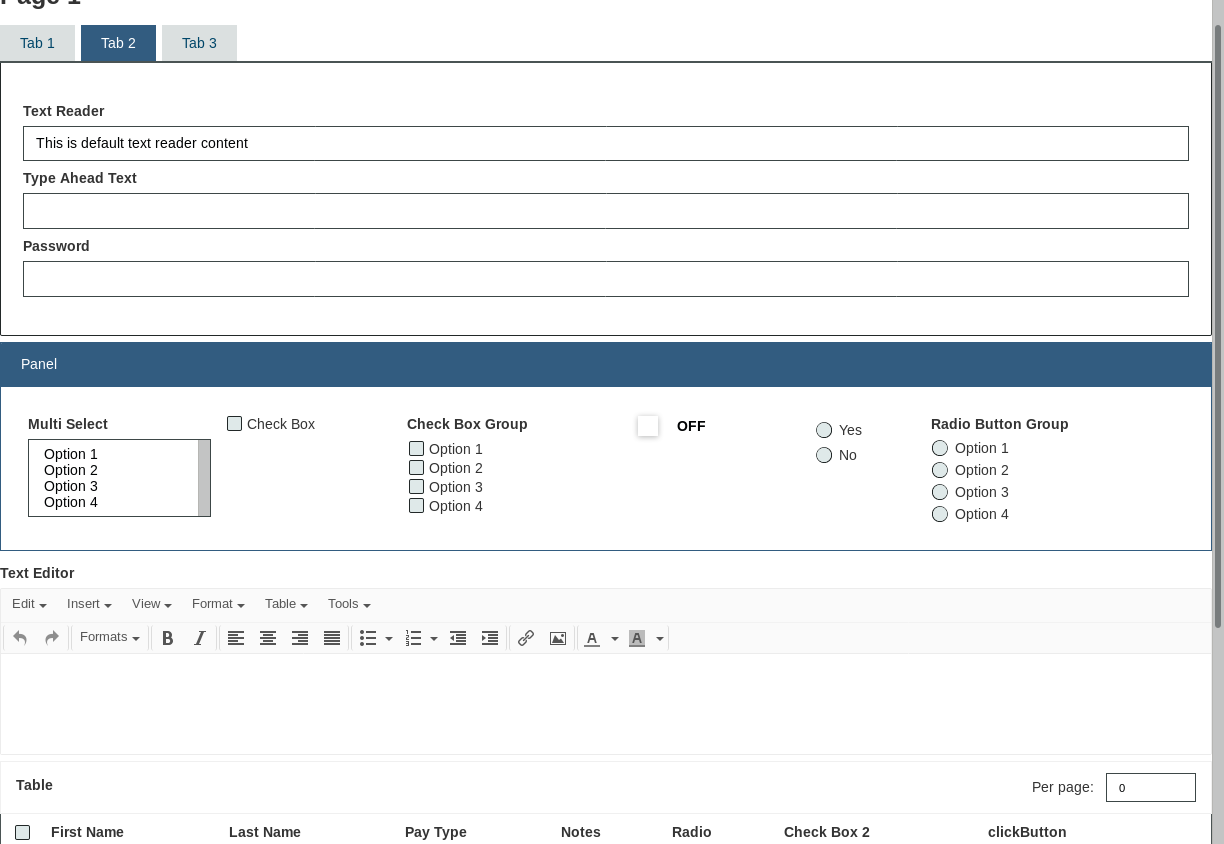 Page 1
Tab 1 Tab 2 Tab 3
Text Reader
This is default text reader content
Type Ahead Text
Password
Panel
Multi Select
Option 1
Option 2
Option 3
Option 4
Check Box
Check Box Group
Option 1
Option 2
Option 3
Option 4
OFF
Yes
No
Radio Button Group
Option 1
Option 2
Option 3
Option 4
Text Editor
Edit Insert View Format Table Tools
Formats B I A A
Table
Per page: 0
First Name Last Name Pay Type Notes Radio Check Box 2 clickButton